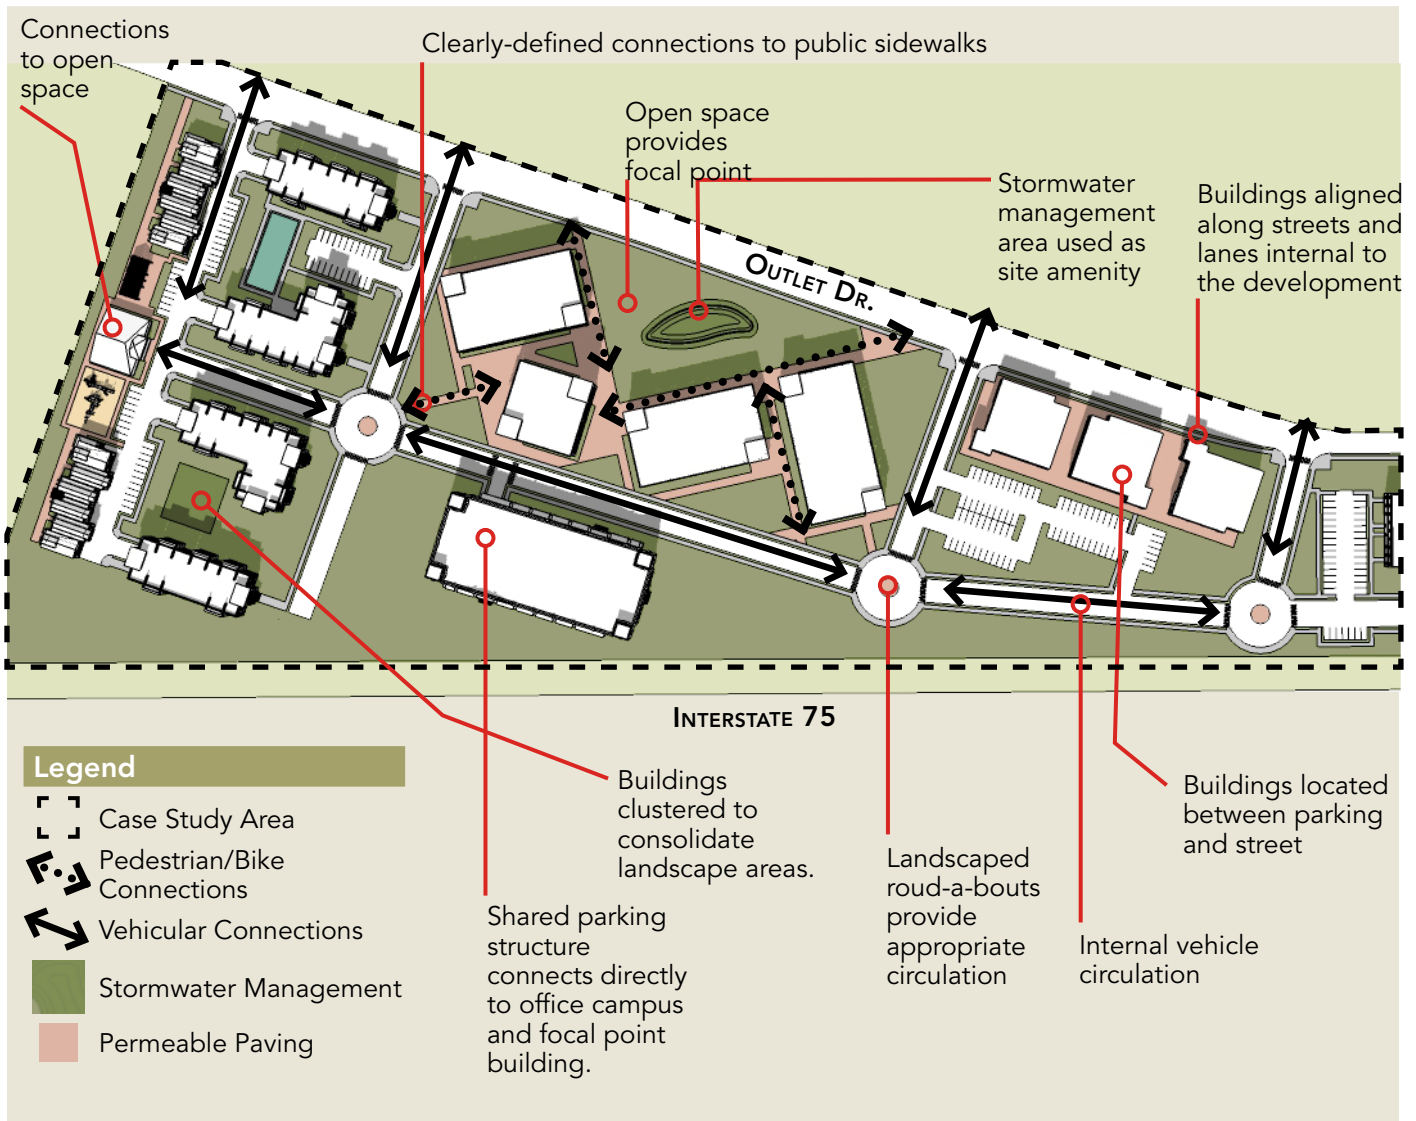 Connections
to open
space
Clearly-defined connections to public sidewalks
Open space
provides
focal point
Stormwater
management
area used as
site amenity
Buildings aligned
along streets and
lanes internal to
the development
OUTLET DR.
INTERSTATE 75
Legend
Case Study Area
Pedestrian/Bike
Connections
Vehicular Connections
Stormwater Management
Permeable Paving
Buildings
clustered to
consolidate
landscape areas.
Shared parking
structure
connects directly
to office campus
and focal point
building.
Landscaped
roud-a-bouts
provide
appropriate
circulation
Internal vehicle
circulation
Buildings located
between parking
and street